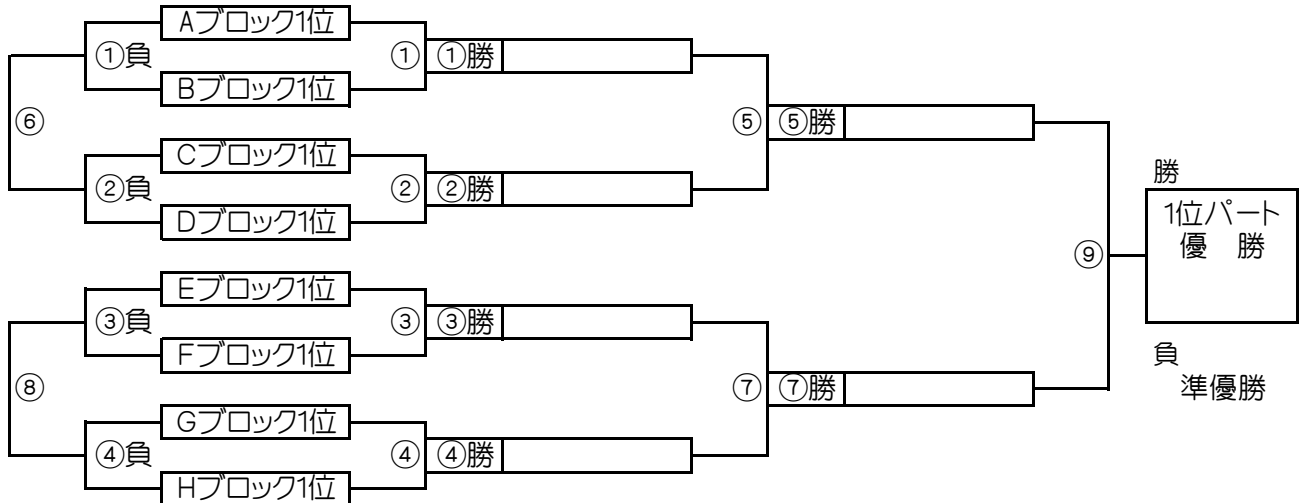 Aブロック1位
①負 ① ①勝
Bブロック1位
⑥ ⑤ ⑤勝
Cブロック1位
②負 ② ②勝
Dブロック1位
勝
1位パート
優 勝
⑨
Eブロック1位
③負 ③ ③勝
Fブロック1位
負
準優勝
⑧ ⑦ ⑦勝
Gブロック1位
④負 ④ ④勝
Hブロック1位